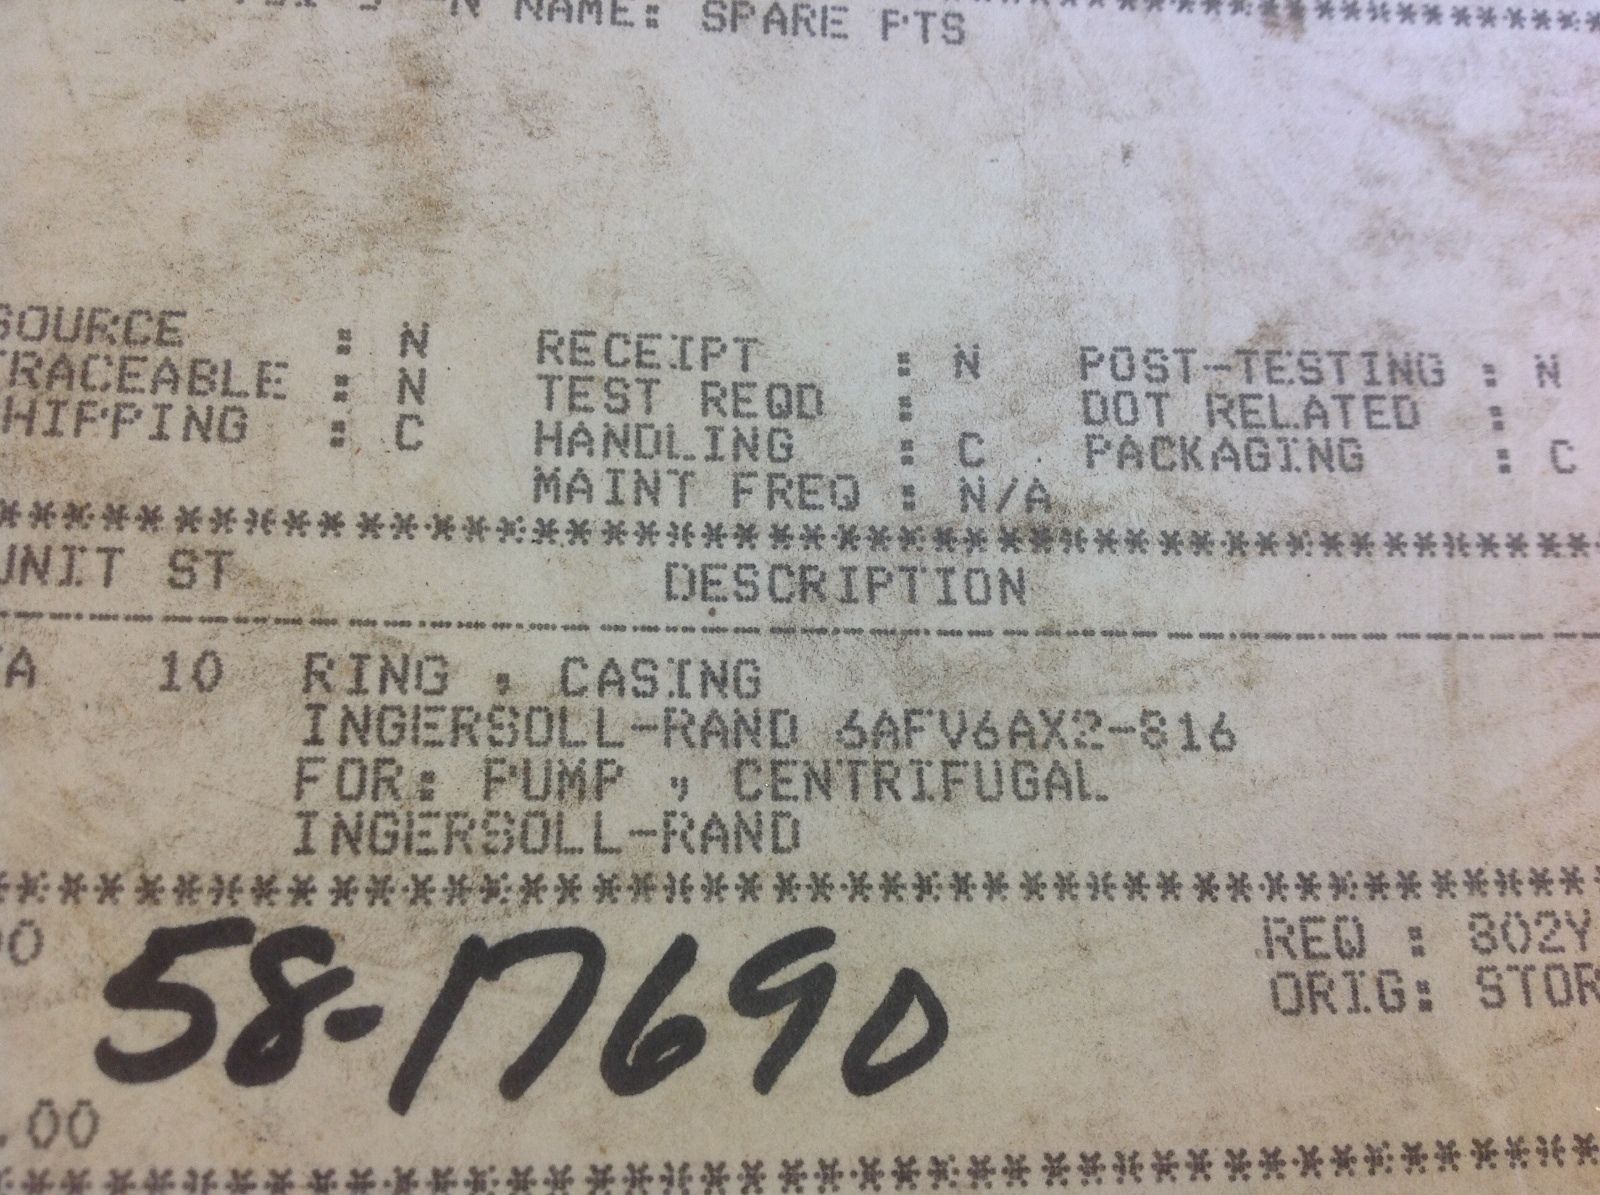 NAME: SPARE PTS
SOURCE : N RECEIPT : N POST-TESTING : N
TRACEABLE : N TEST REQD : DOT RELATED :
SHIPPING : C HANDLING : C PACKAGING : C
MAINT FREQ : N/A
***********************************************
UNIT ST DESCRIPTION
-----------------------------------------------
10 RING , CASING
INGERSOLL-RAND 6AFV6AX2-816
FOR: PUMP , CENTRIFUGAL
INGERSOLL-RAND
***********************************************
REQ : 802Y
58-17690
ORIG: STOR
.00
***********************************************